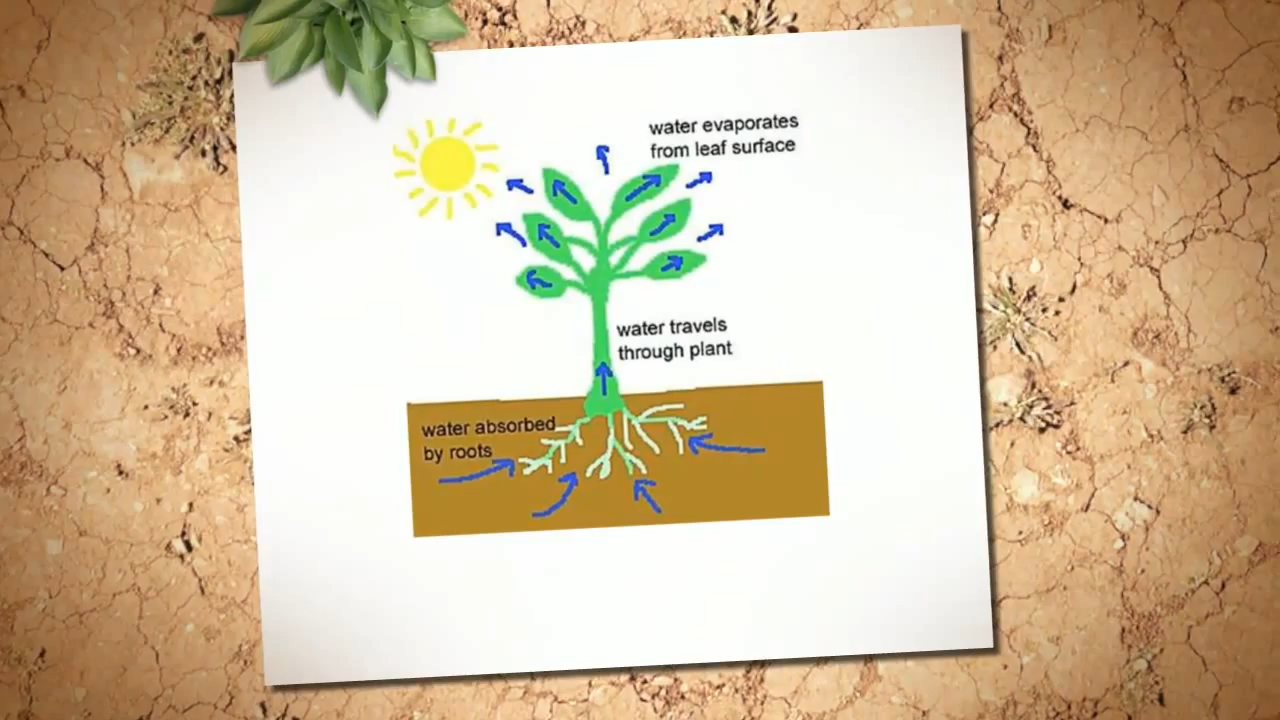 water evaporates
from leaf surface
water travels
through plant
water absorbed
by roots